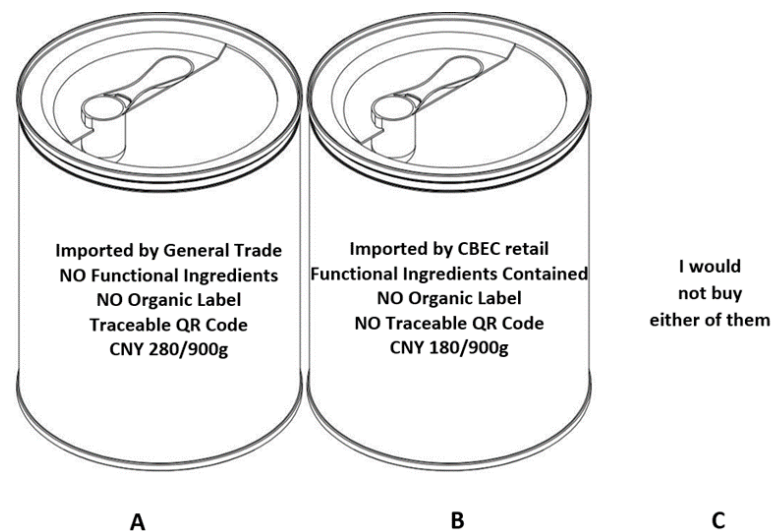 Imported by General Trade
NO Functional Ingredients
NO Organic Label
Traceable QR Code
CNY 280/900g
Imported by CBEC retail
Functional Ingredients Contained
NO Organic Label
NO Traceable QR Code
CNY 180/900g
I would
not buy
either of them
A
B
C